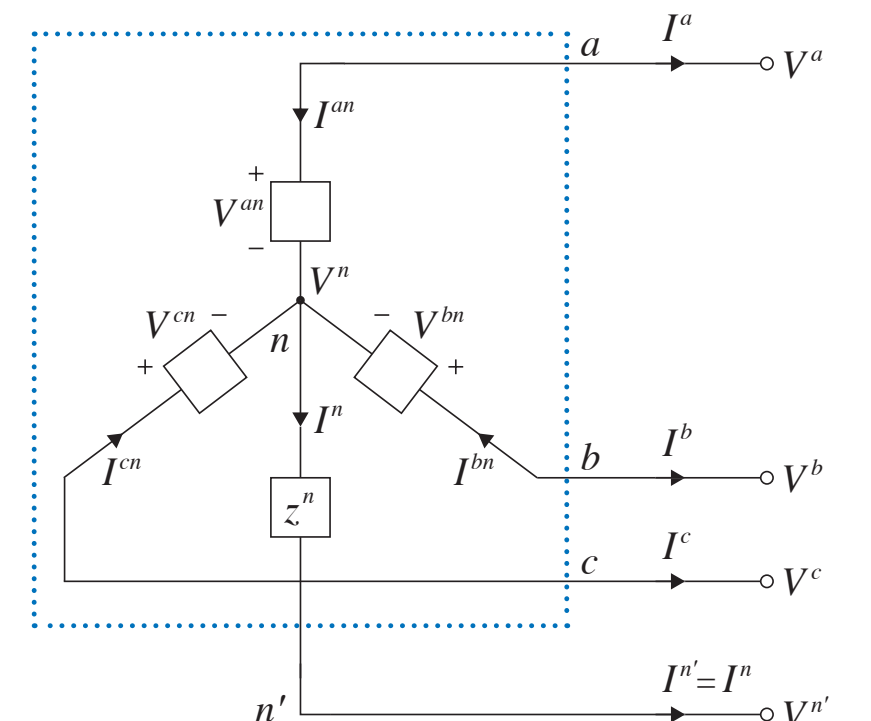 I^a
a
V^a
I^{an}
+
V^{an}
−
V^n
V^{cn} −
− V^{bn}
n
+
+
I^n
I^b
I^{cn}
I^{bn}
b
V^b
z^n
I^c
c
V^c
I^{n'} = I^n
n'
V^{n'}